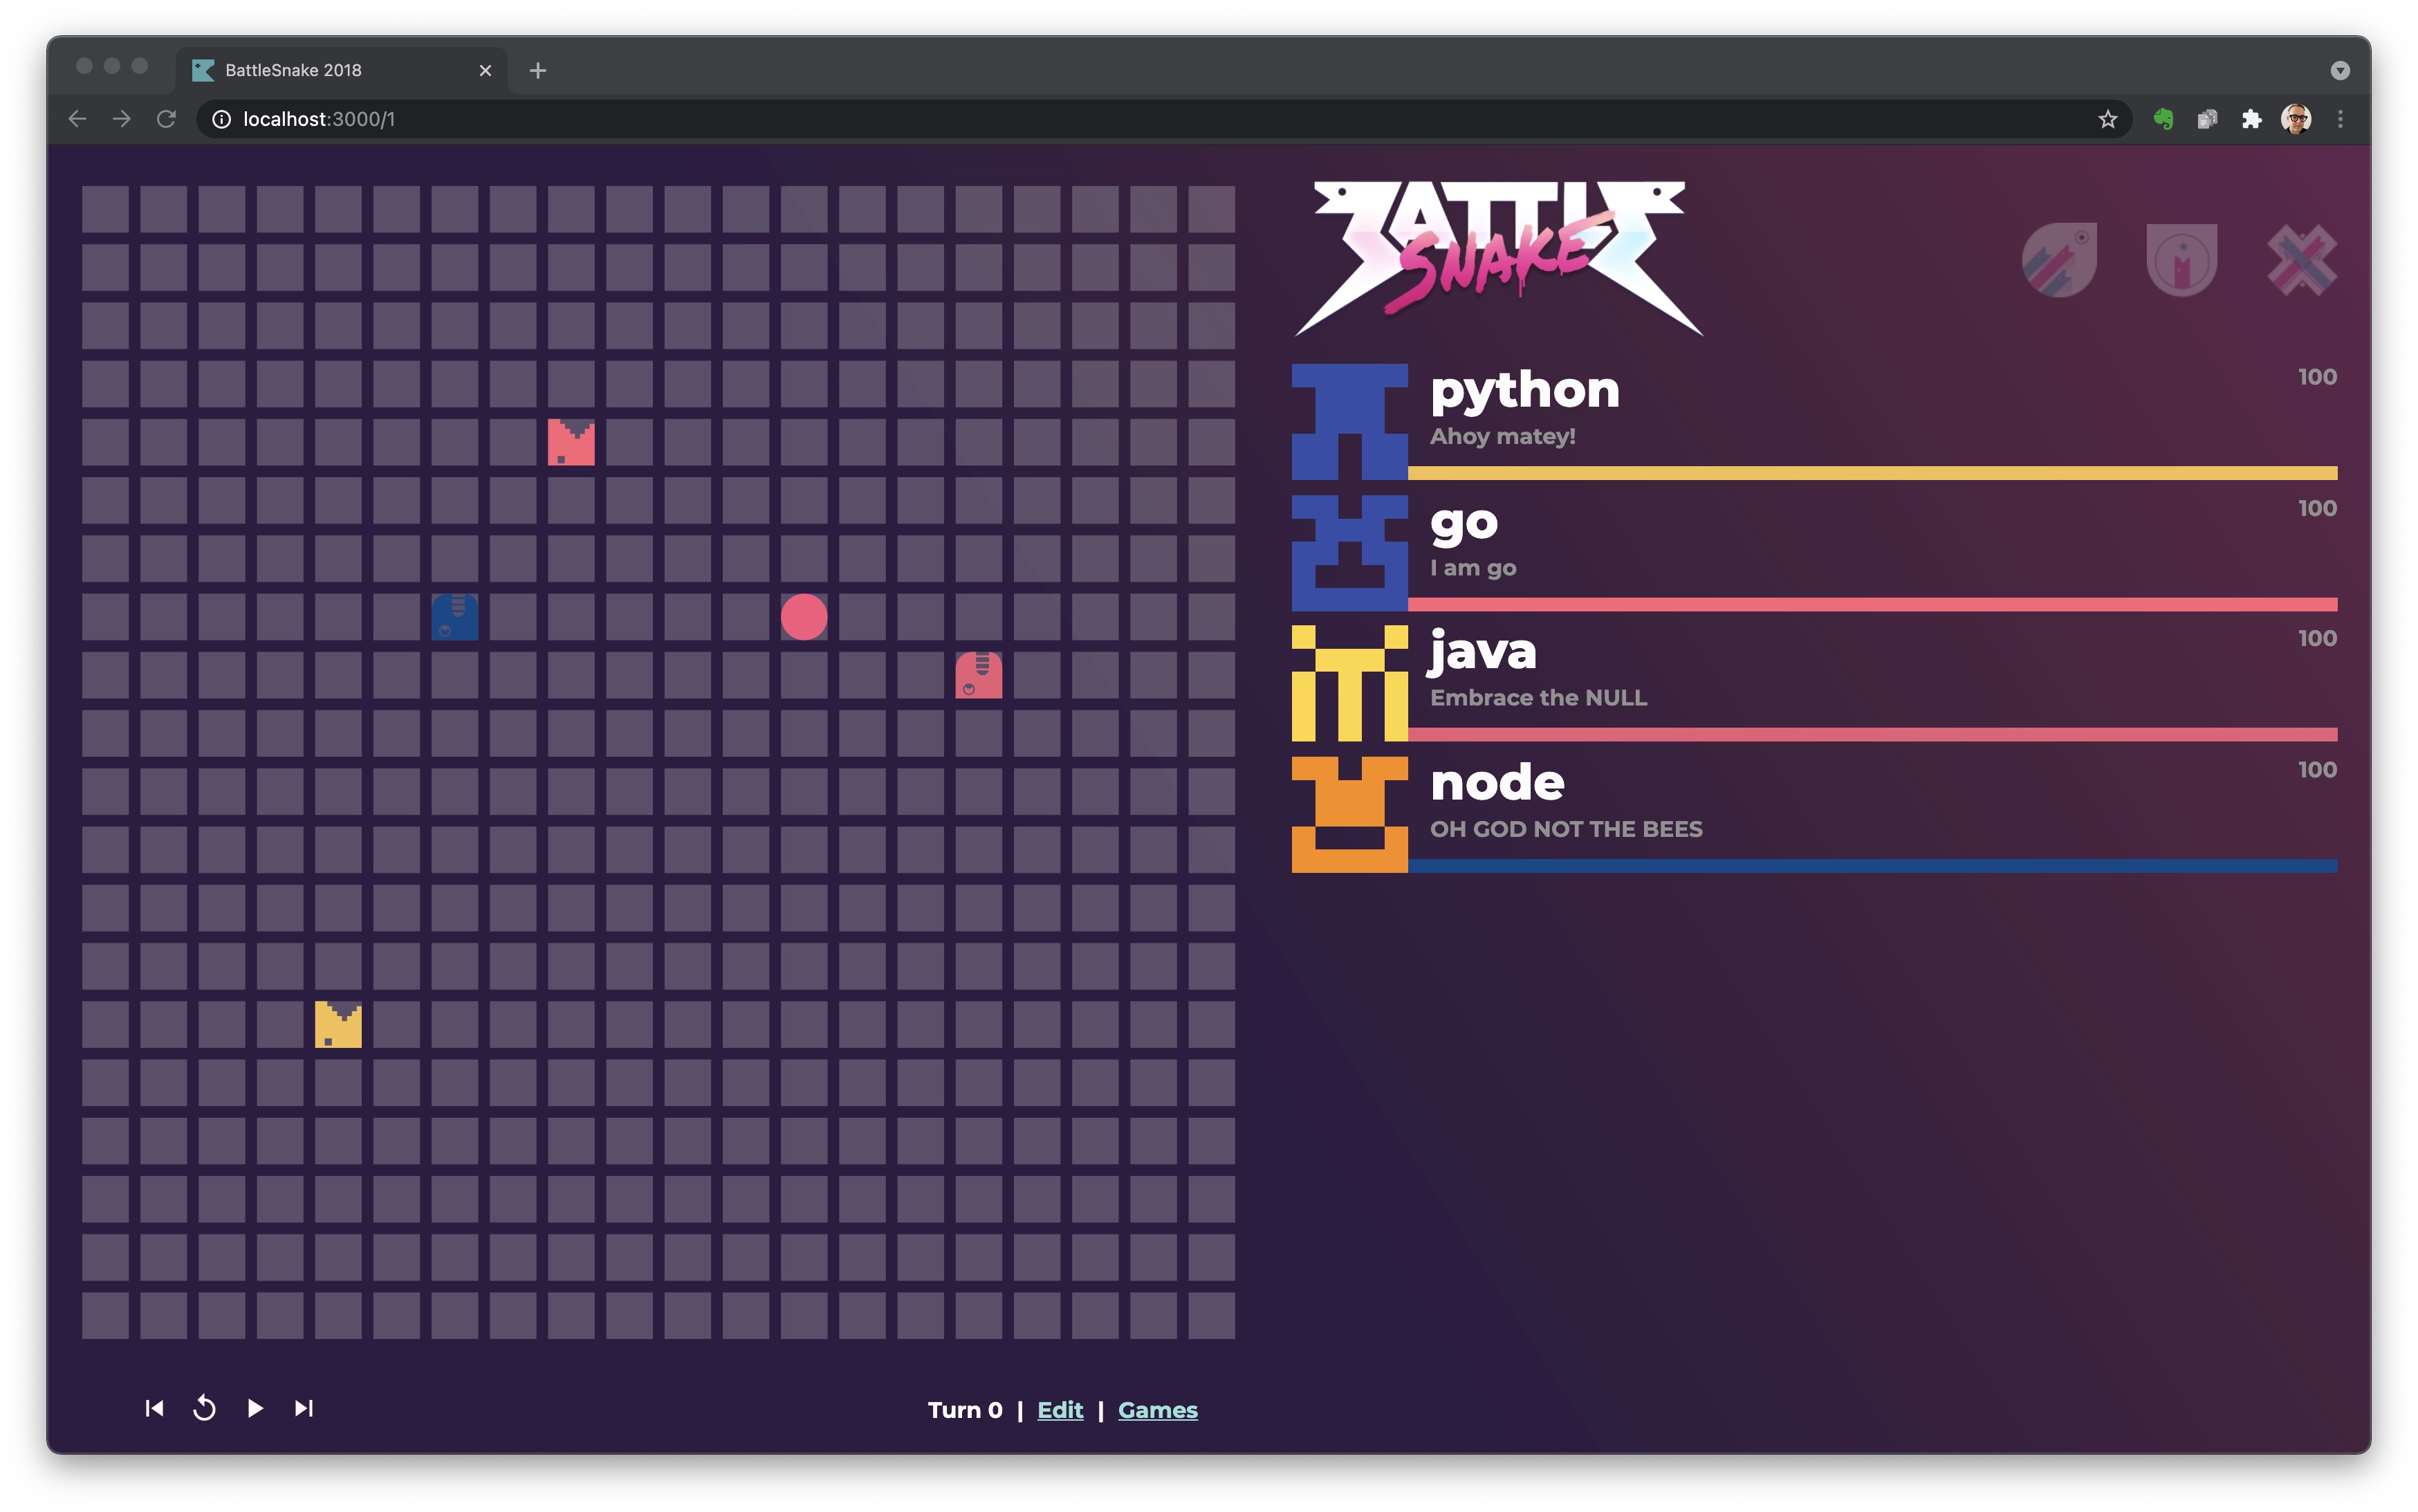 BattleSnake 2018
localhost:3000/1
BATTLE
SNAKE
python
100
Ahoy matey!
go
100
I am go
java
100
Embrace the NULL
node
100
OH GOD NOT THE BEES
Turn 0 | Edit | Games